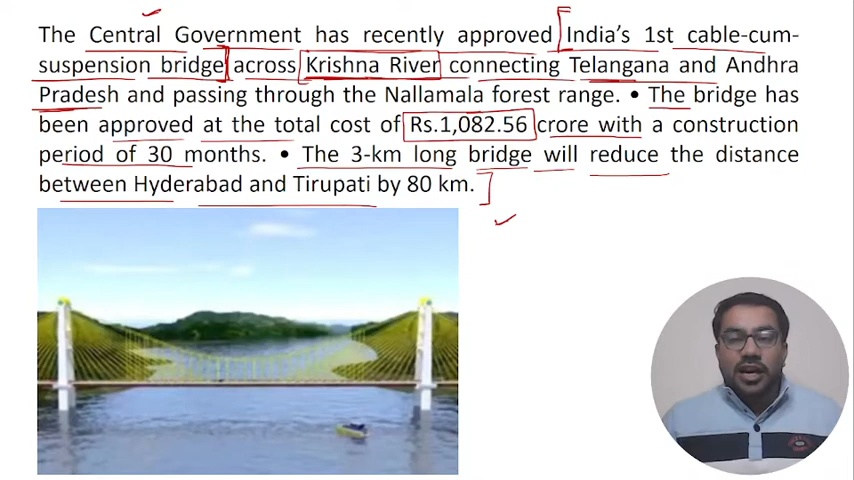 The Central Government has recently approved India's 1st cable-cum-
suspension bridge across Krishna River connecting Telangana and Andhra
Pradesh and passing through the Nallamala forest range. • The bridge has
been approved at the total cost of Rs.1,082.56 crore with a construction
period of 30 months. • The 3-km long bridge will reduce the distance
between Hyderabad and Tirupati by 80 km.